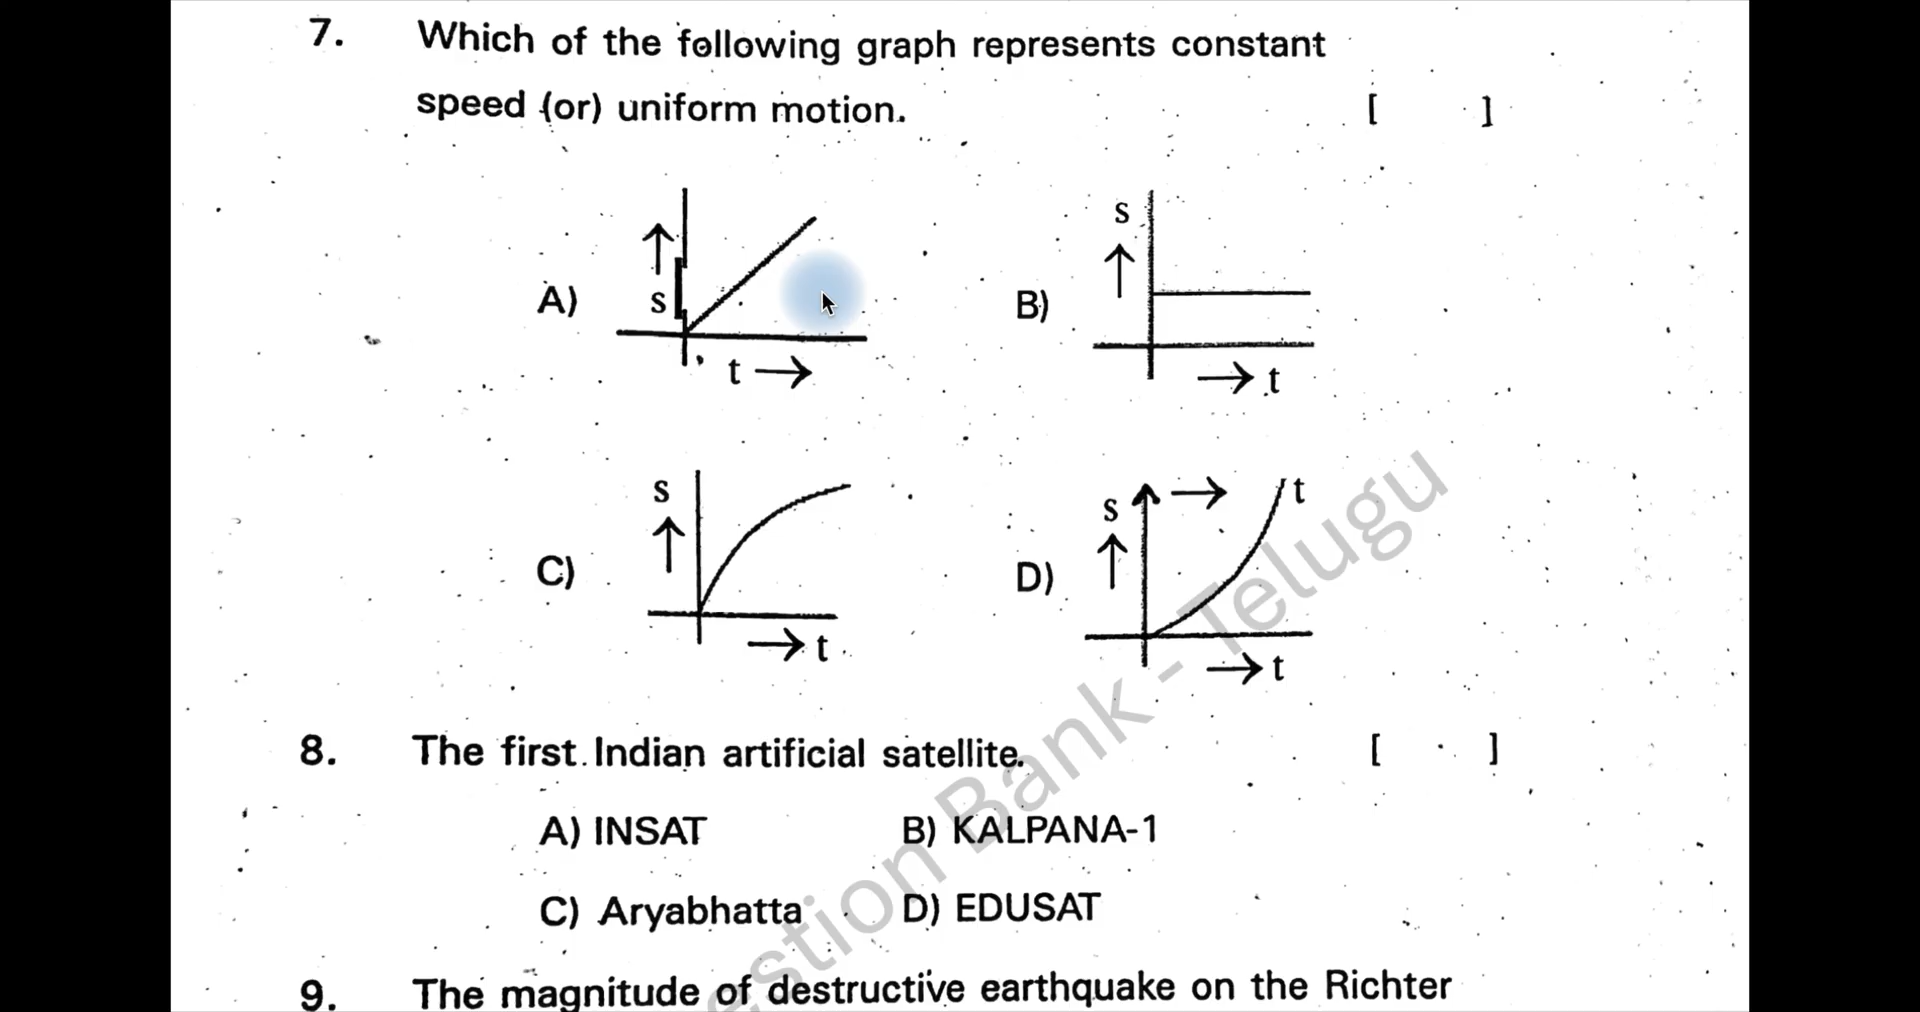 7. Which of the following graph represents constant
speed (or) uniform motion. [ ]
A) s t B) s t
C) s t D) s t t
8. The first Indian artificial satellite. [ ]
A) INSAT B) KALPANA-1
C) Aryabhatta D) EDUSAT
9. The magnitude of destructive earthquake on the Richter
estion Bank - Telugu